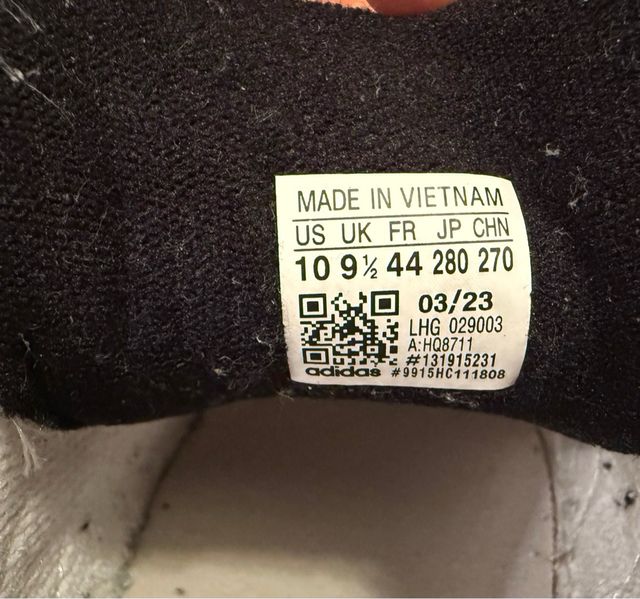 MADE IN VIETNAM
US UK FR JP CHN
10 9½ 44 280 270
03/23
LHG 029003
A:HQ8711
#131915231
adidas #9915HC111808